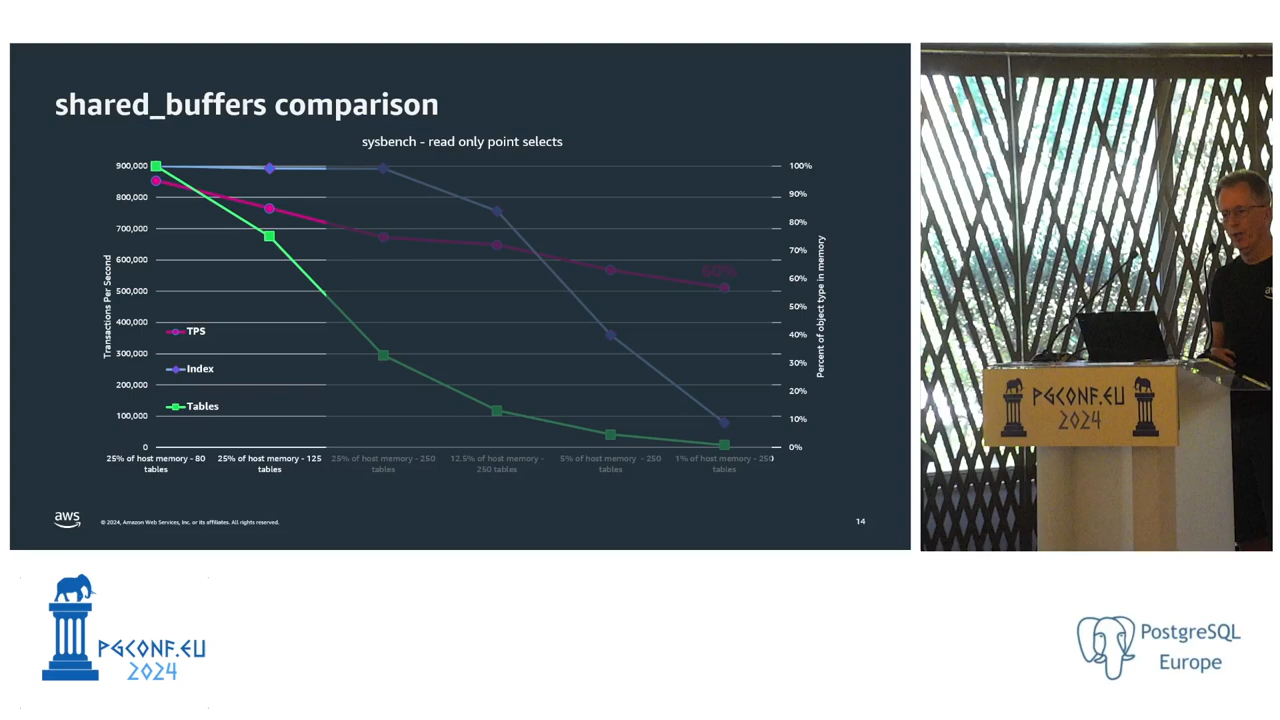 shared_buffers comparison
sysbench - read only point selects
900,000
800,000
700,000
600,000
500,000
400,000
300,000
200,000
100,000
0
Transactions Per Second
TPS
Index
Tables
100%
90%
80%
70%
60%
50%
40%
30%
20%
10%
0%
Percent of object type in memory
60%
25% of host memory - 80
tables
25% of host memory - 125
tables
25% of host memory - 250
tables
12.5% of host memory -
250 tables
5% of host memory - 250
tables
1% of host memory - 250
tables
aws
© 2024, Amazon Web Services, Inc. or its affiliates. All rights reserved.
14
PGCONF.EU
2024
PGCONF.EU
2024
PostgreSQL
Europe